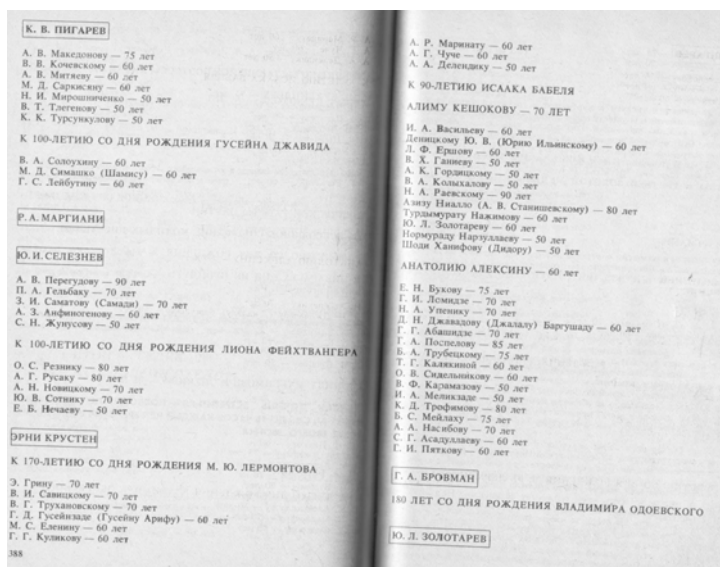 К. В. ПИГАРЕВ
А. В. Македонову — 75 лет
В. В. Кочевскому — 60 лет
А. В. Митяеву — 60 лет
М. Д. Саркисяну — 60 лет
Н. И. Мирошниченко — 50 лет
В. Т. Тлегенову — 50 лет
К. К. Турсункулову — 50 лет
К 100-ЛЕТИЮ СО ДНЯ РОЖДЕНИЯ ГУСЕЙНА ДЖАВИДА
В. А. Солоухину — 60 лет
М. Д. Симашко (Шамису) — 60 лет
Г. С. Лейбутину — 60 лет
Р. А. МАРГИАНИ
Ю. И. СЕЛЕЗНЕВ
А. В. Перегудову — 90 лет
П. А. Гельбаку — 70 лет
З. И. Саматову (Самади) — 70 лет
А. З. Анфиногенову — 60 лет
С. Н. Жунусову — 50 лет
К 100-ЛЕТИЮ СО ДНЯ РОЖДЕНИЯ ЛИОНА ФЕЙХТВАНГЕРА
О. С. Резнику — 80 лет
А. Г. Русаку — 80 лет
А. Н. Новицкому — 70 лет
Ю. В. Сотнику — 70 лет
Е. Б. Нечаеву — 50 лет
ЭРНИ КРУСТЕН
К 170-ЛЕТИЮ СО ДНЯ РОЖДЕНИЯ М. Ю. ЛЕРМОНТОВА
Э. Грину — 70 лет
В. И. Савицкому — 70 лет
В. Г. Трухановскому — 70 лет
Г. Д. Гусейнзаде (Гусейну Арифу) — 60 лет
М. С. Еленину — 60 лет
Г. Г. Куликову — 60 лет
388
А. Р. Маринату — 60 лет
А. Г. Чуче — 60 лет
А. А. Делендику — 50 лет
К 90-ЛЕТИЮ ИСААКА БАБЕЛЯ
АЛИМУ КЕШОКОВУ — 70 ЛЕТ
И. А. Васильеву — 60 лет
Деницкому Ю. В. (Юрию Ильинскому) — 60 лет
Л. Ф. Ершову — 60 лет
В. Х. Ганиеву — 50 лет
А. К. Гордицкому — 50 лет
В. А. Колыхалову — 50 лет
Н. А. Раевскому — 90 лет
Азизу Ниалло (А. В. Станишевскому) — 80 лет
Турдымурату Нажимову — 60 лет
Ю. Л. Золотареву — 60 лет
Нормураду Нарзуллаеву — 50 лет
Шоди Ханифову (Дидору) — 50 лет
АНАТОЛИЮ АЛЕКСИНУ — 60 лет
Е. Н. Букову — 75 лет
Г. И. Ломидзе — 70 лет
Н. А. Упенику — 70 лет
Д. Н. Джавадову (Джалалу) Баргушаду — 60 лет
Г. Г. Абашидзе — 70 лет
Г. А. Поспелову — 85 лет
Б. А. Трубецкому — 75 лет
Т. Г. Калякиной — 60 лет
О. В. Сидельникову — 60 лет
В. Ф. Карамазову — 50 лет
И. А. Меликзаде — 50 лет
К. Д. Трофимову — 80 лет
Б. С. Мейлаху — 75 лет
А. А. Насибову — 70 лет
С. Г. Асадуллаеву — 60 лет
Г. И. Пяткову — 60 лет
Г. А. БРОВМАН
180 ЛЕТ СО ДНЯ РОЖДЕНИЯ ВЛАДИМИРА ОДОЕВСКОГО
Ю. Л. ЗОЛОТАРЕВ